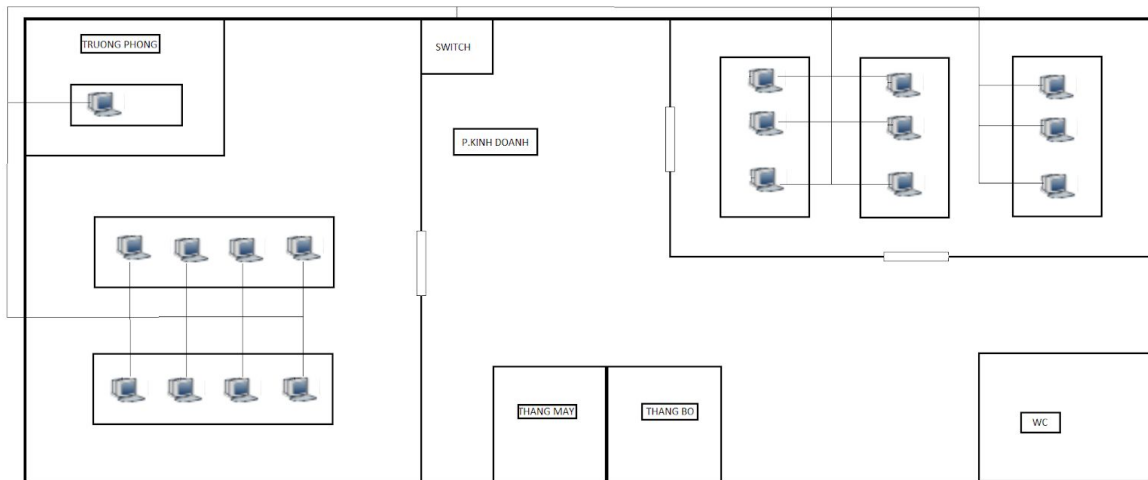 TRUONG PHONG
SWITCH
P.KINH DOANH
THANG MAY
THANG BO
WC